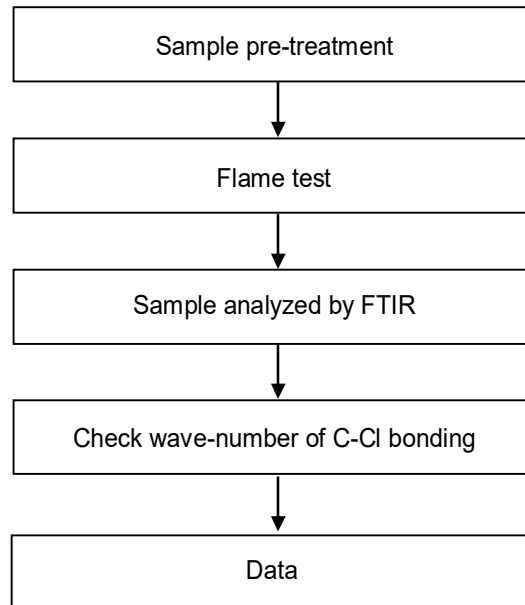 Sample pre-treatment
Flame test
Sample analyzed by FTIR
Check wave-number of C-Cl bonding
Data